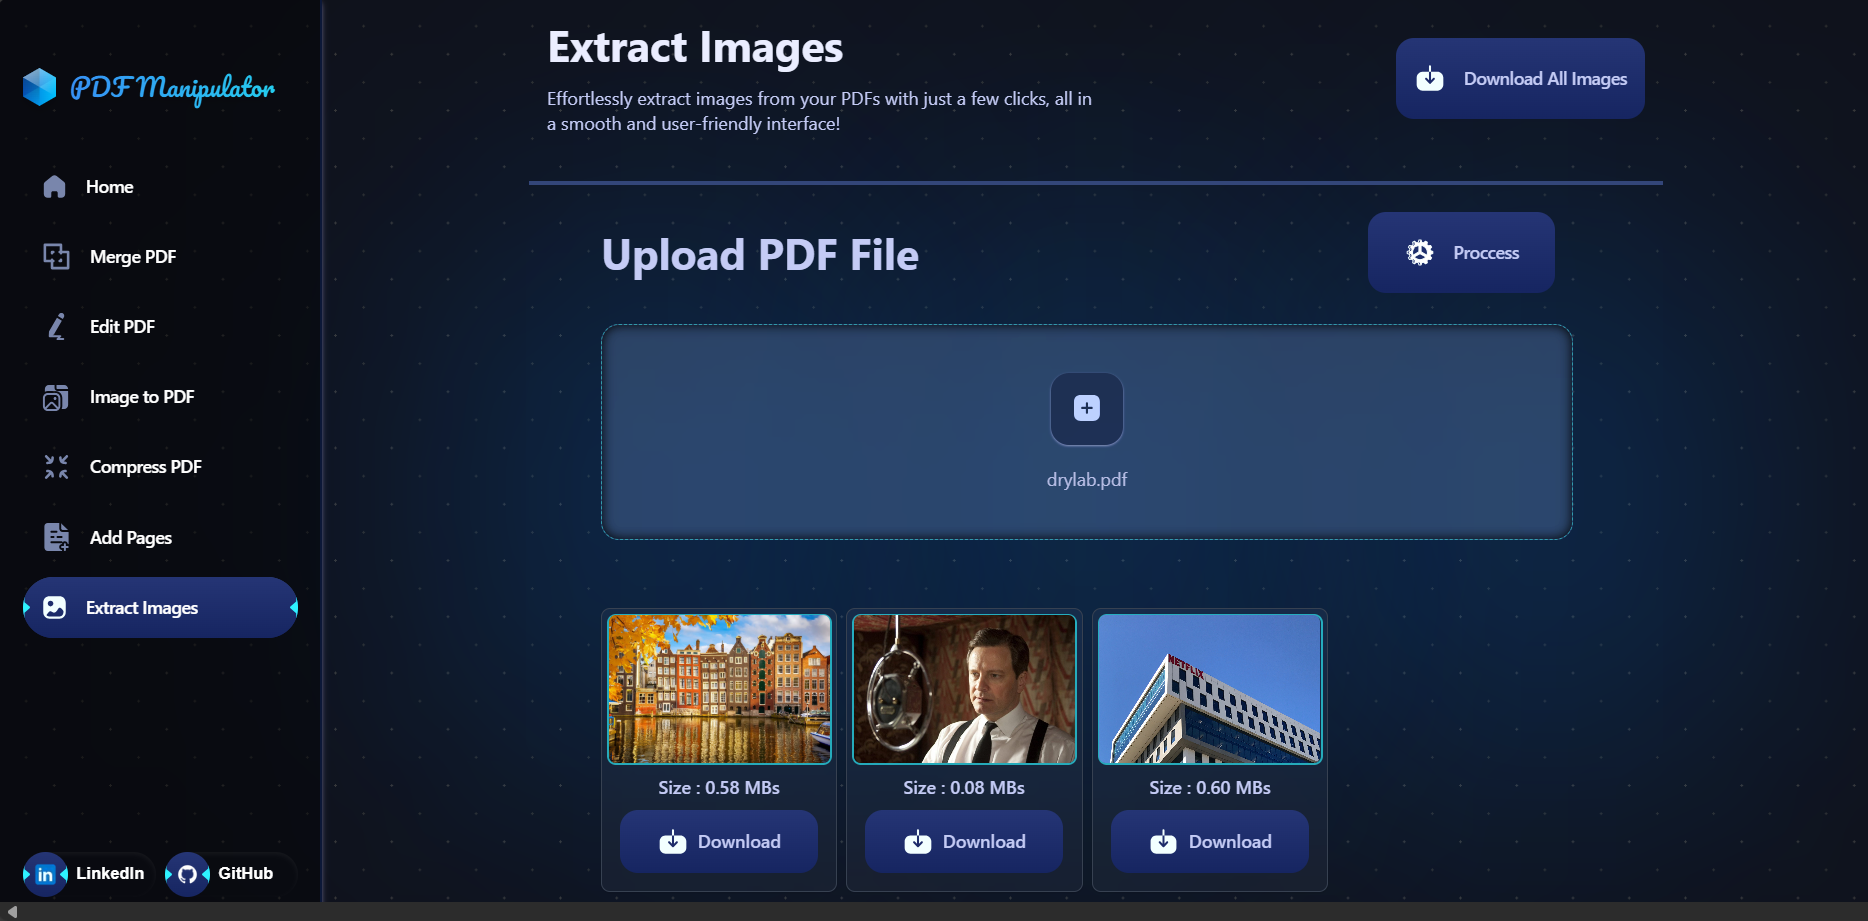 PDF Manipulator
Home
Merge PDF
Edit PDF
Image to PDF
Compress PDF
Add Pages
Extract Images
LinkedIn
GitHub
Extract Images
Effortlessly extract images from your PDFs with just a few clicks, all in
a smooth and user-friendly interface!
Download All Images
Upload PDF File
Proccess
drylab.pdf
NETFLIX
Size : 0.58 MBs
Size : 0.08 MBs
Size : 0.60 MBs
Download
Download
Download